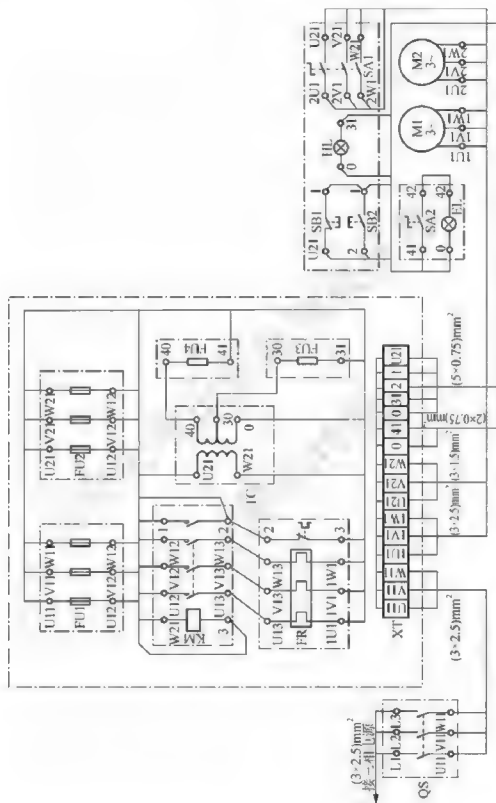 U11 V11 W11
FU1
U12 V12 W12
U21 V21 W21
FU2
U12 V12 W12
W21 U12 V12 W12 1
KM
3 U13 V13 W13 2
U13 V13 W13 2
FR
1U1 1V1 1W1 3
40 30 0
U21 W21
TC
40
FU4
41
30
FU3
31
XT
U11 V11 W11 1U1 1V1 1W1 U21 V21 W21 0 41 0 31 2 1 U21
(3×2.5)mm²
(3×2.5)mm²
(3×1.5)mm²
(2×0.75)mm²
(5×0.75)mm²
(3×2.5)mm²
L1 L2 L3
U11 V11 W11
QS
U21 1
SB1
2 1
SB2
HL
0 31
U21 V21 W21
SA1
2U1 2V1 2W1
41 42
SA2
0 42
EL
M1
3~
1U1 1V1 1W1
M2
3~
2U1 2V1 2W1